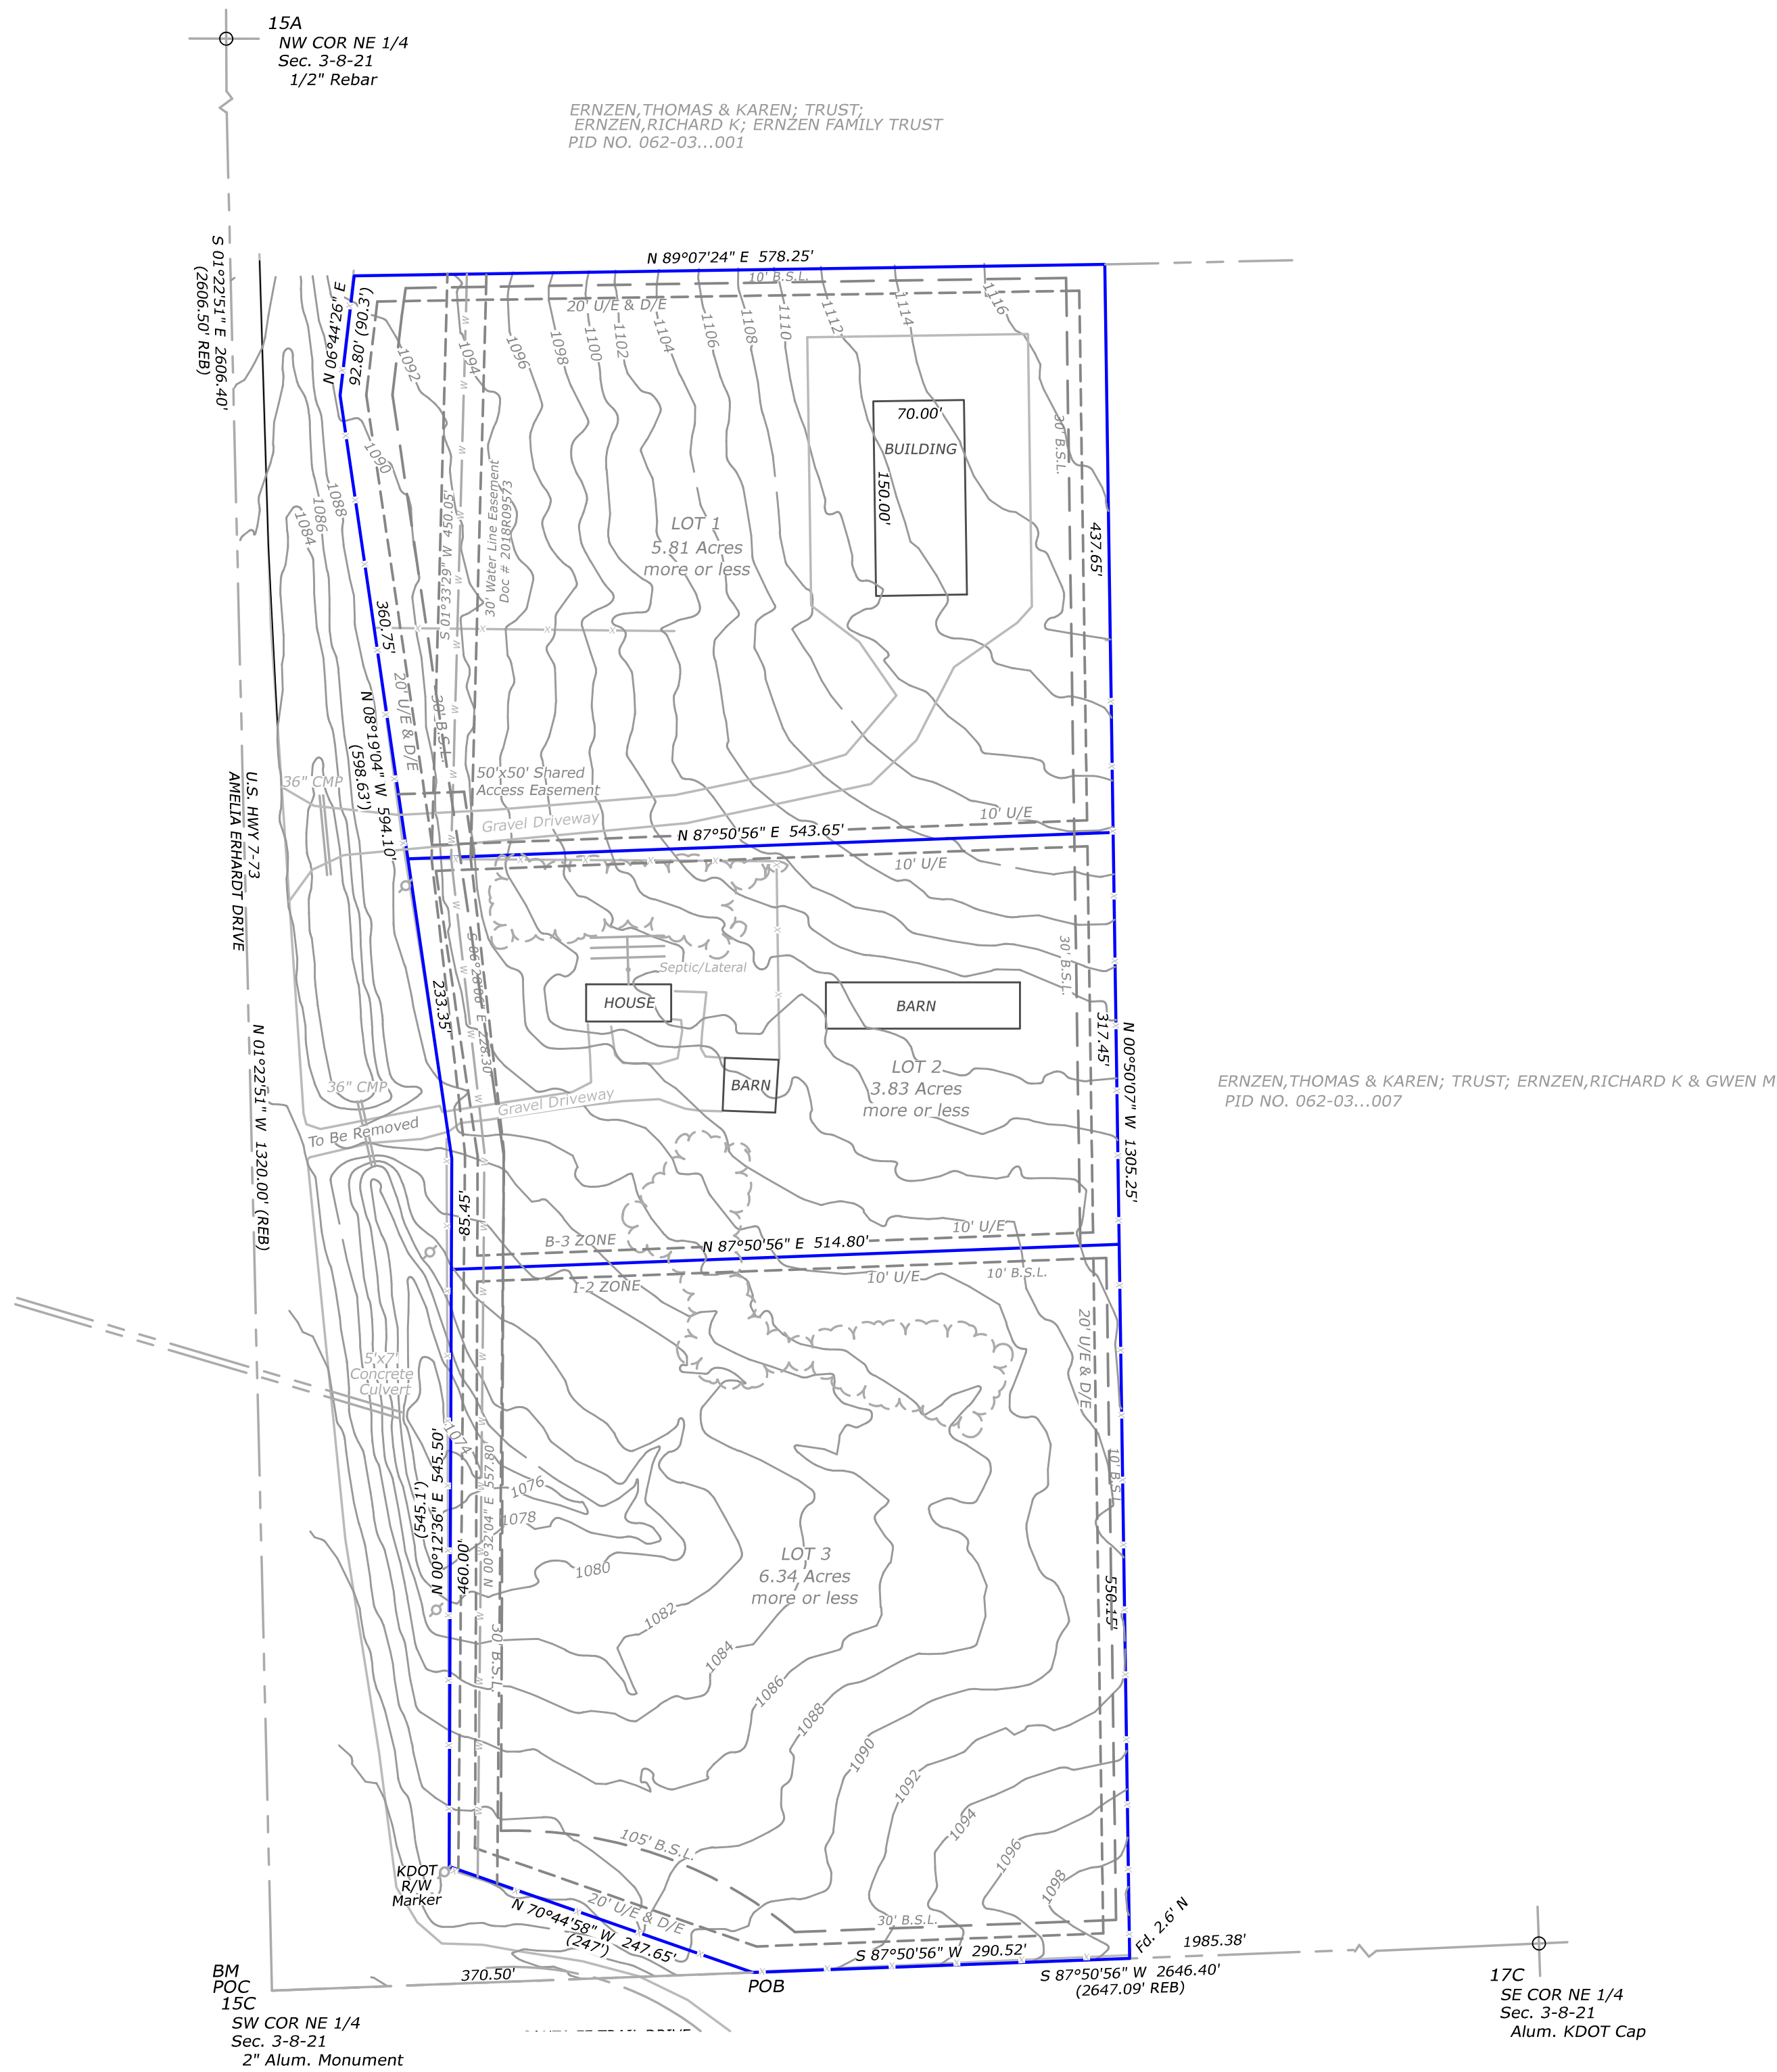 15A
NW COR NE 1/4
Sec. 3-8-21
1/2" Rebar
ERNZEN,THOMAS & KAREN; TRUST;
ERNZEN,RICHARD K; ERNZEN FAMILY TRUST
PID NO. 062-03...001
S 01°22'51" E 2606.40'
(2606.50' REB)
N 89°07'24" E 578.25'
10' B.S.L.
20' U/E & D/E
N 06°44'26" E
92.80' (90.3')
1092
1094
1096
1098
1100
1102
1104
1106
1108
1110
1112
1114
1116
1090
1088
1086
1084
70.00'
BUILDING
150.00'
30' B.S.L.
437.65'
LOT 1
5.81 Acres
more or less
S 01°33'29" W 450.05'
30' Water Line Easement
Doc # 2018R09573
360.75'
20' U/E & D/E
30' B.S.L.
N 08°19'04" W 594.10'
(598.63')
36" CMP
50'x50' Shared
Access Easement
Gravel Driveway
10' U/E
N 87°50'56" E 543.65'
10' U/E
U.S. HWY 7-73
AMELIA ERHARDT DRIVE
233.35'
S 06°28'06" E 228.30'
Septic/Lateral
HOUSE
BARN
BARN
30' B.S.L.
317.45'
N 00°50'07" W 1305.25'
LOT 2
3.83 Acres
more or less
ERNZEN,THOMAS & KAREN; TRUST; ERNZEN,RICHARD K & GWEN M
PID NO. 062-03...007
36" CMP
Gravel Driveway
To Be Removed
N 01°22'51" W 1320.00' (REB)
85.45'
B-3 ZONE
N 87°50'56" E 514.80'
10' U/E
I-2 ZONE
10' U/E
10' B.S.L.
20' U/E & D/E
5'x7'
Concrete
Culvert
1074
1076
1078
1080
1082
1084
1086
1088
1090
1092
1094
1096
1098
N 00°12'36" E 545.50'
(545.1')
460.00'
N 00°32'04" E 557.80'
30' B.S.L.
10' B.S.L.
550.15'
LOT 3
6.34 Acres
more or less
105' B.S.L.
KDOT
R/W
Marker
20' U/E & D/E
N 70°44'58" W 247.65'
(247')
30' B.S.L.
S 87°50'56" W 290.52'
Fd. 2.6' N
1985.38'
S 87°50'56" W 2646.40'
(2647.09' REB)
370.50'
POB
BM
POC
15C
SW COR NE 1/4
Sec. 3-8-21
2" Alum. Monument
17C
SE COR NE 1/4
Sec. 3-8-21
Alum. KDOT Cap